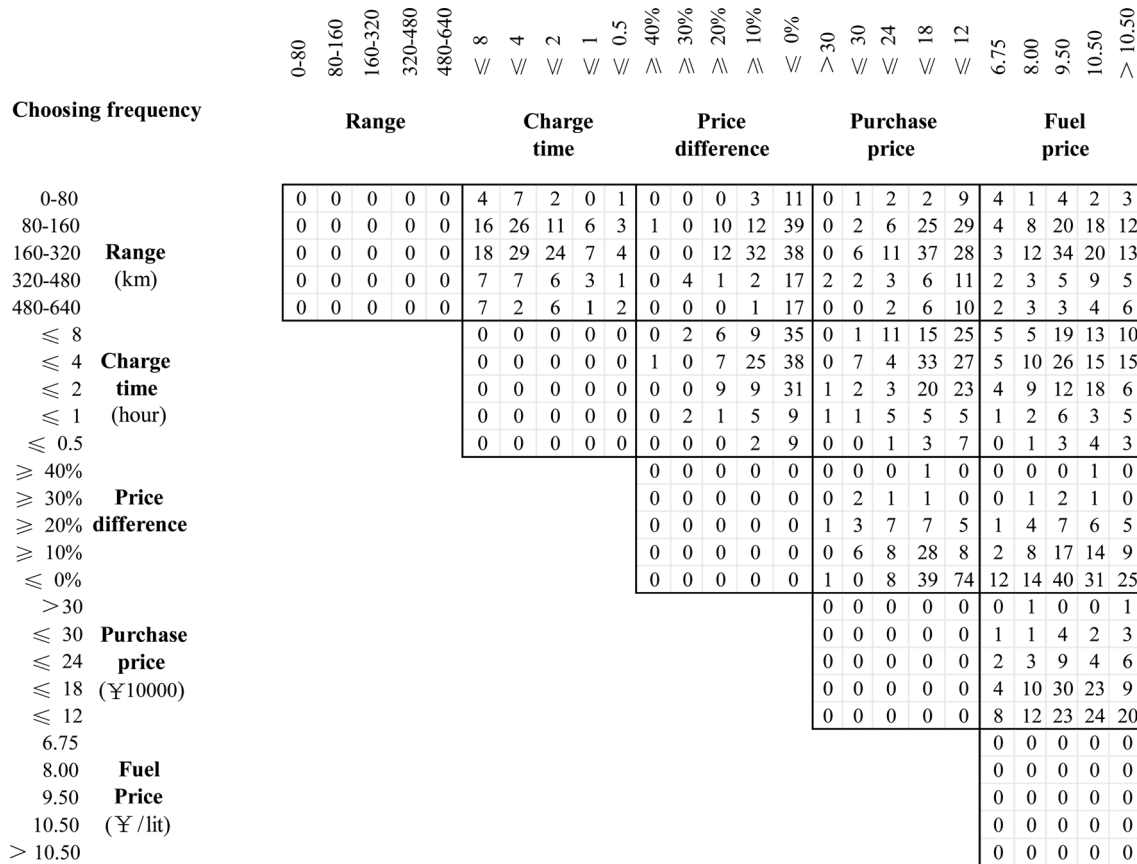 0-80 80-160 160-320 320-480 480-640 ≤ 8 ≤ 4 ≤ 2 ≤ 1 ≤ 0.5 ≥ 40% ≥ 30% ≥ 20% ≥ 10% ≤ 0% >30 ≤ 30 ≤ 24 ≤ 18 ≤ 12 6.75 8.00 9.50 10.50 > 10.50
Choosing frequency
Range Charge time Price difference Purchase price Fuel price
0-80 0 0 0 0 0 4 7 2 0 1 0 0 0 3 11 0 1 2 2 9 4 1 4 2 3
80-160 0 0 0 0 0 16 26 11 6 3 1 0 10 12 39 0 2 6 25 29 4 8 20 18 12
160-320 Range 0 0 0 0 0 18 29 24 7 4 0 0 12 32 38 0 6 11 37 28 3 12 34 20 13
320-480 (km) 0 0 0 0 0 7 7 6 3 1 0 4 1 2 17 2 2 3 6 11 2 3 5 9 5
480-640 0 0 0 0 0 7 2 6 1 2 0 0 0 1 17 0 0 2 6 10 2 3 3 4 6
≤ 8 0 0 0 0 0 0 2 6 9 35 0 1 11 15 25 5 5 19 13 10
≤ 4 Charge 0 0 0 0 0 1 0 7 25 38 0 7 4 33 27 5 10 26 15 15
≤ 2 time 0 0 0 0 0 0 0 9 9 31 1 2 3 20 23 4 9 12 18 6
≤ 1 (hour) 0 0 0 0 0 0 2 1 5 9 1 1 5 5 5 1 2 6 3 5
≤ 0.5 0 0 0 0 0 0 0 0 2 9 0 0 1 3 7 0 1 3 4 3
≥ 40% 0 0 0 0 0 0 0 0 1 0 0 0 0 1 0
≥ 30% Price 0 0 0 0 0 0 2 1 1 0 0 1 2 1 0
≥ 20% difference 0 0 0 0 0 1 3 7 7 5 1 4 7 6 5
≥ 10% 0 0 0 0 0 0 6 8 28 8 2 8 17 14 9
≤ 0% 0 0 0 0 0 1 0 8 39 74 12 14 40 31 25
>30 0 0 0 0 0 0 1 0 0 1
≤ 30 Purchase 0 0 0 0 0 1 1 4 2 3
≤ 24 price 0 0 0 0 0 2 3 9 4 6
≤ 18 (¥10000) 0 0 0 0 0 4 10 30 23 9
≤ 12 0 0 0 0 0 8 12 23 24 20
6.75 0 0 0 0 0
8.00 Fuel 0 0 0 0 0
9.50 Price 0 0 0 0 0
10.50 (¥/lit) 0 0 0 0 0
> 10.50 0 0 0 0 0